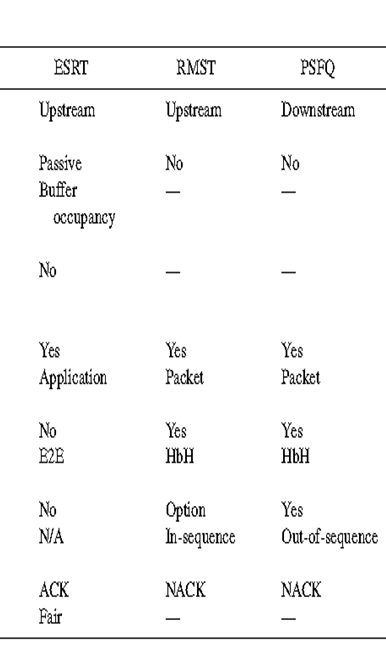 ESRT RMST PSFQ
Upstream Upstream Downstream
Passive No No
Buffer — —
occupancy
No — —
Yes Yes Yes
Application Packet Packet
No Yes Yes
E2E HbH HbH
No Option Yes
N/A In-sequence Out-of-sequence
ACK NACK NACK
Fair — —